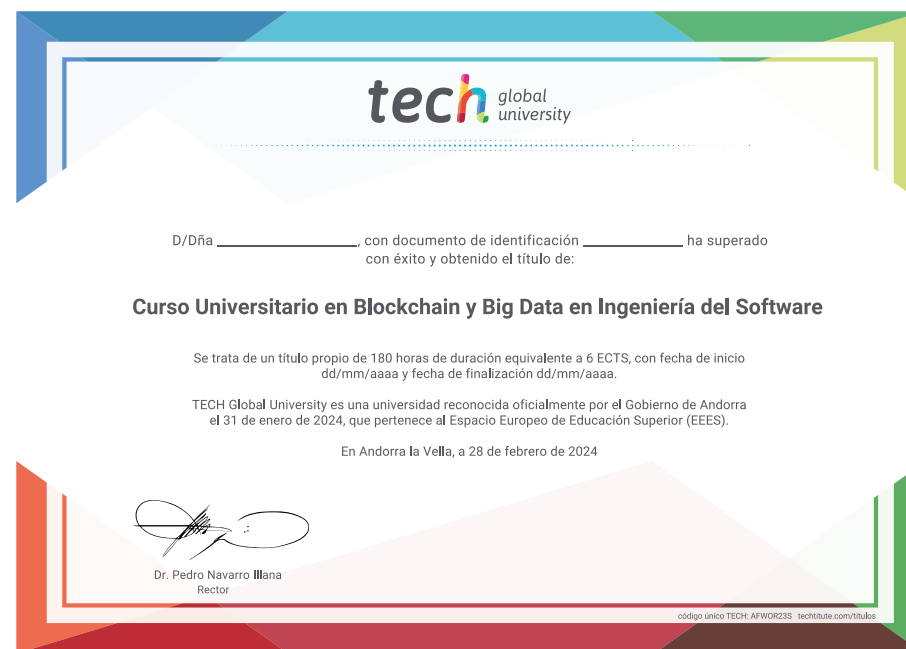 tech global university
D/Dña ____________________, con documento de identificación ______________ ha superado
con éxito y obtenido el título de:
Curso Universitario en Blockchain y Big Data en Ingeniería del Software
Se trata de un título propio de 180 horas de duración equivalente a 6 ECTS, con fecha de inicio
dd/mm/aaaa y fecha de finalización dd/mm/aaaa.
TECH Global University es una universidad reconocida oficialmente por el Gobierno de Andorra
el 31 de enero de 2024, que pertenece al Espacio Europeo de Educación Superior (EEES).
En Andorra la Vella, a 28 de febrero de 2024
Dr. Pedro Navarro Illana
Rector
código único TECH: AFWOR23S techtitute.com/titulos